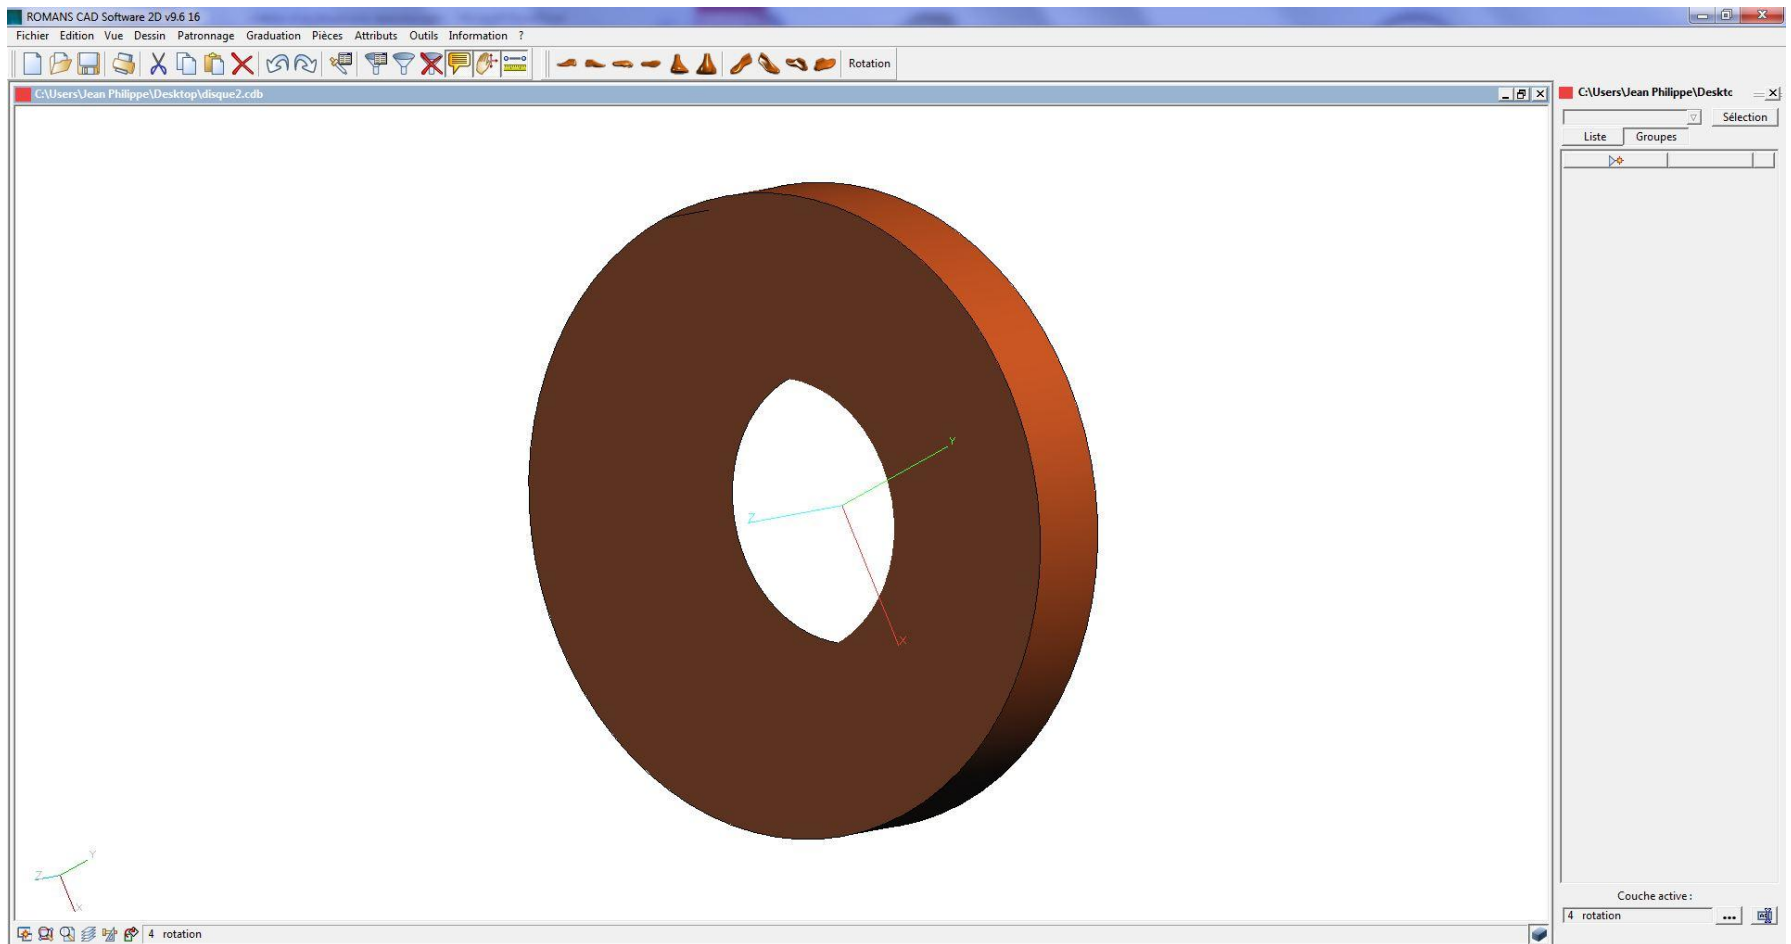 ROMANS CAD Software 2D v9.6 16
Fichier Edition Vue Dessin Patronnage Graduation Pièces Attributs Outils Information ?
Rotation
C:\Users\Jean Philippe\Desktop\disque2.cdb
C:\Users\Jean Philippe\Desktc
Sélection
Liste Groupes
Y
Z
X
Y
Z
X
Couche active :
4 rotation
4 rotation